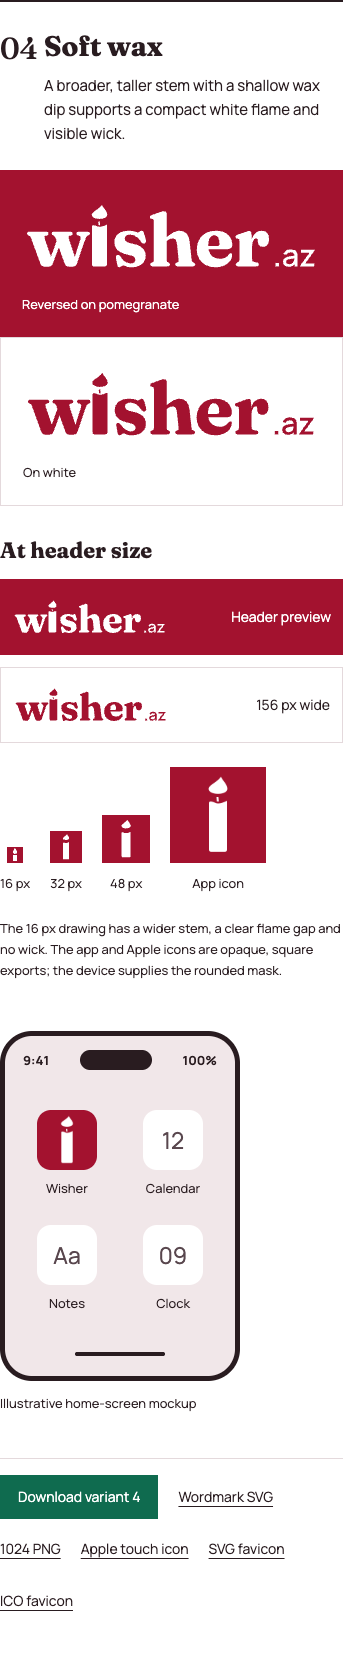 04 Soft wax
A broader, taller stem with a shallow wax
dip supports a compact white flame and
visible wick.
wisher.az
Reversed on pomegranate
wisher.az
On white
At header size
wisher.az Header preview
wisher.az 156 px wide
16 px 32 px 48 px App icon
The 16 px drawing has a wider stem, a clear flame gap and
no wick. The app and Apple icons are opaque, square
exports; the device supplies the rounded mask.
9:41 100%
12
Wisher Calendar
Aa 09
Notes Clock
Illustrative home-screen mockup
Download variant 4 Wordmark SVG
1024 PNG Apple touch icon SVG favicon
ICO favicon